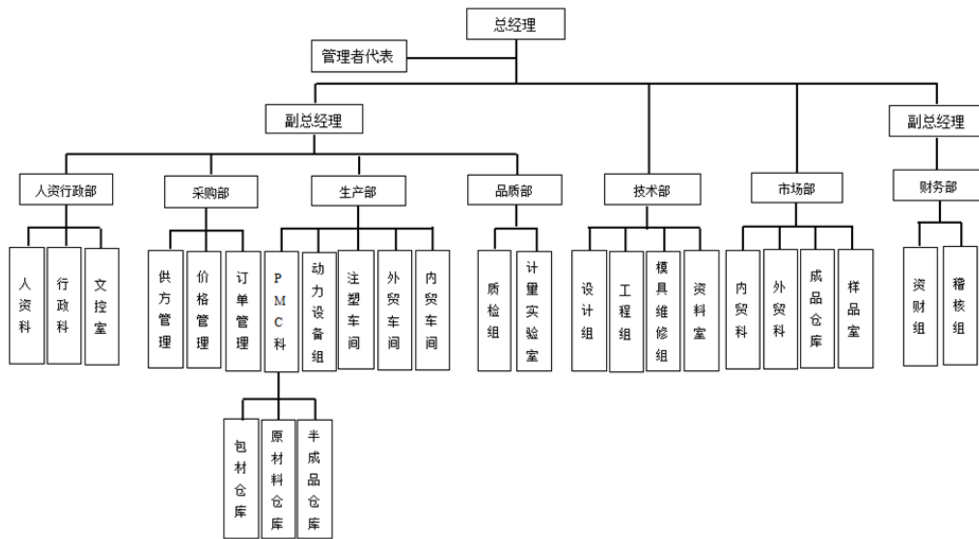 总经理
管理者代表
副总经理
副总经理
人资行政部
采购部
生产部
品质部
技术部
市场部
财务部
人资科
行政科
文控室
供方管理
价格管理
订单管理
PMC科
动力设备组
注塑车间
外贸车间
内贸车间
质检组
计量实验室
设计组
工程组
模具维修组
资料室
内贸科
外贸科
成品仓库
样品室
资财组
稽核组
包材仓库
原材料仓库
半成品仓库